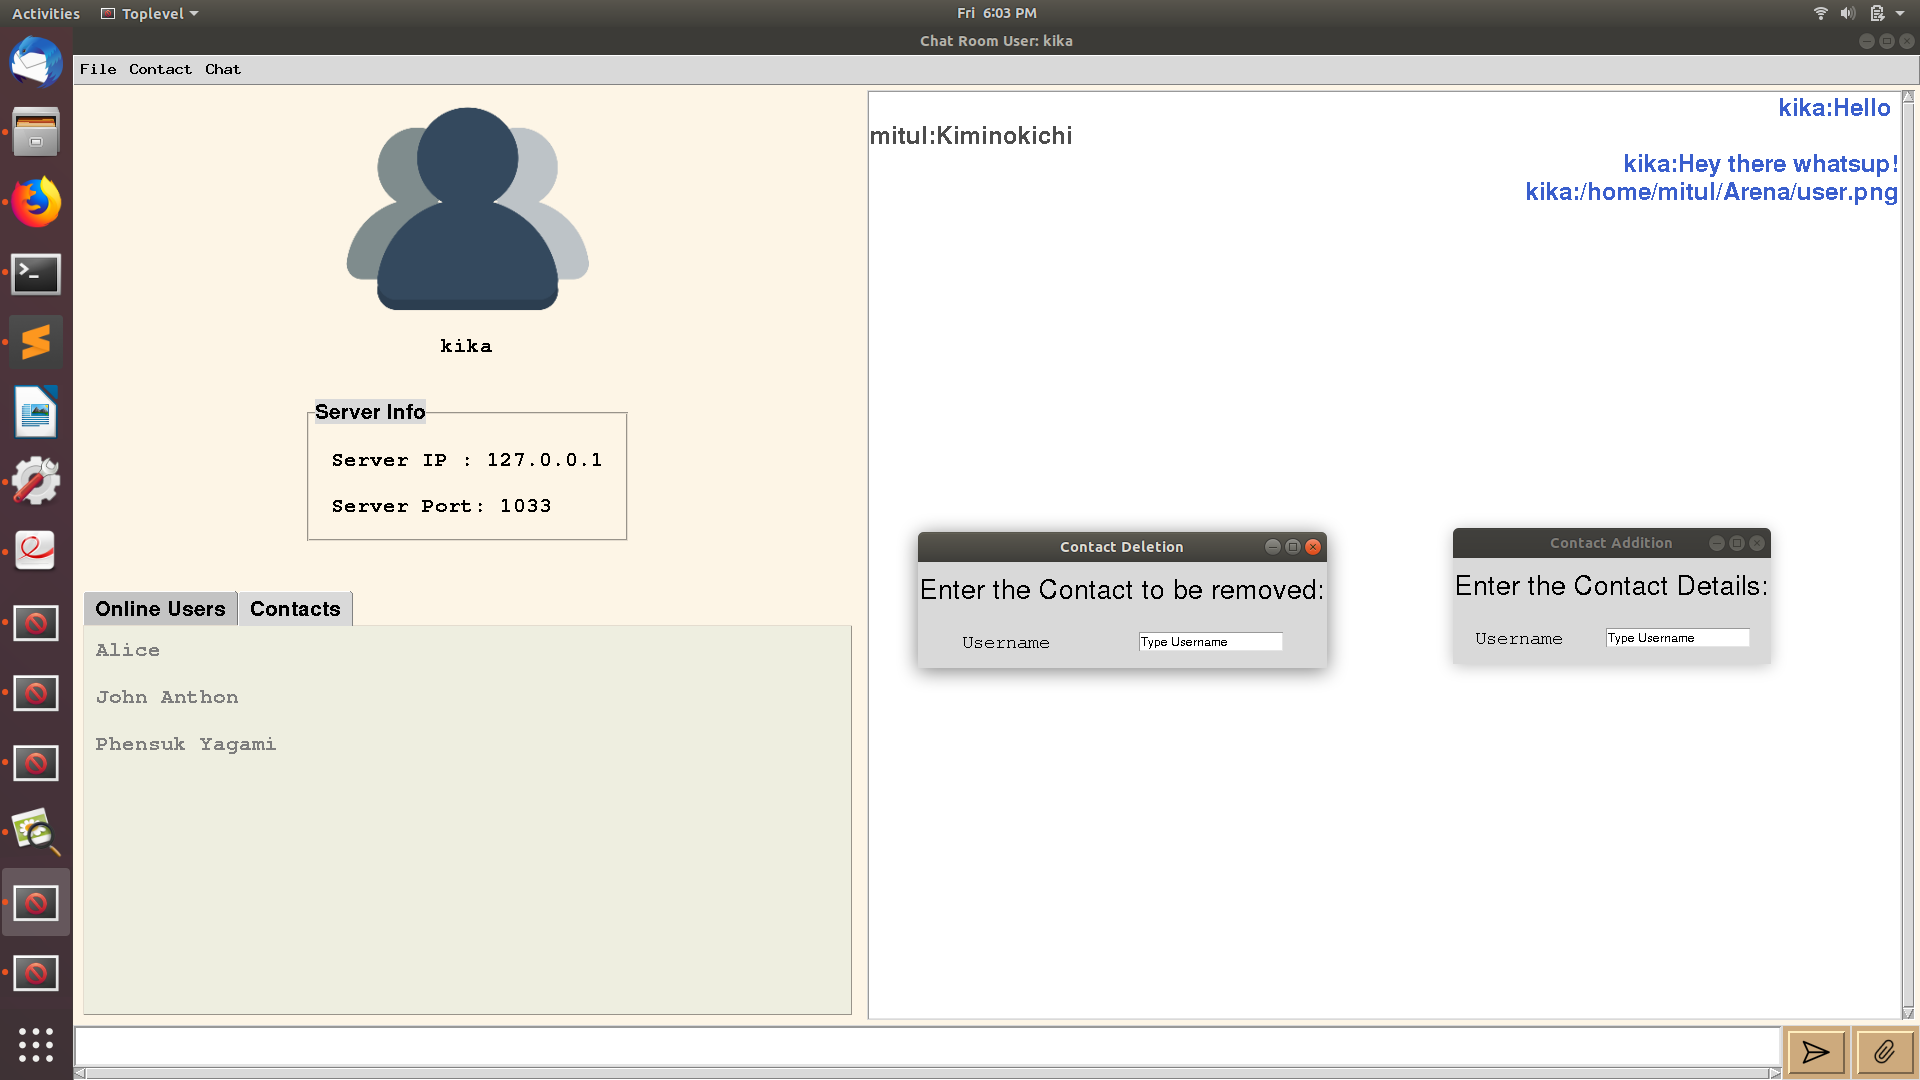 Activities Toplevel Fri 6:03 PM
Chat Room User: kika
File Contact Chat
kika
Server Info
Server IP : 127.0.0.1
Server Port: 1033
Online Users Contacts
Alice
John Anthon
Phensuk Yagami
kika:Hello
mitul:Kiminokichi
kika:Hey there whatsup!
kika:/home/mitul/Arena/user.png
Contact Deletion
Enter the Contact to be removed:
Username Type Username
Contact Addition
Enter the Contact Details:
Username Type Username